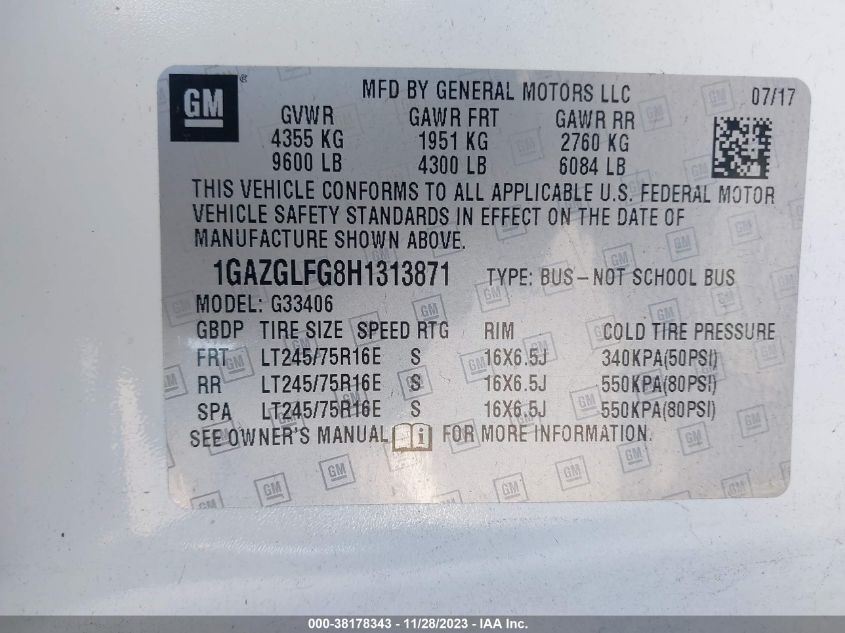 GM ® MFD BY GENERAL MOTORS LLC 07/17
GVWR GAWR FRT GAWR RR
4355 KG 1951 KG 2760 KG
9600 LB 4300 LB 6084 LB
THIS VEHICLE CONFORMS TO ALL APPLICABLE U.S. FEDERAL MOTOR
VEHICLE SAFETY STANDARDS IN EFFECT ON THE DATE OF
MANUFACTURE SHOWN ABOVE.
1GAZGLFG8H1313871 TYPE: BUS-NOT SCHOOL BUS
MODEL: G33406
GBDP TIRE SIZE SPEED RTG RIM COLD TIRE PRESSURE
FRT LT245/75R16E S 16X6.5J 340KPA(50PSI)
RR LT245/75R16E S 16X6.5J 550KPA(80PSI)
SPA LT245/75R16E S 16X6.5J 550KPA(80PSI)
SEE OWNER'S MANUAL i FOR MORE INFORMATION.
000-38178343 - 11/28/2023 - IAA Inc.